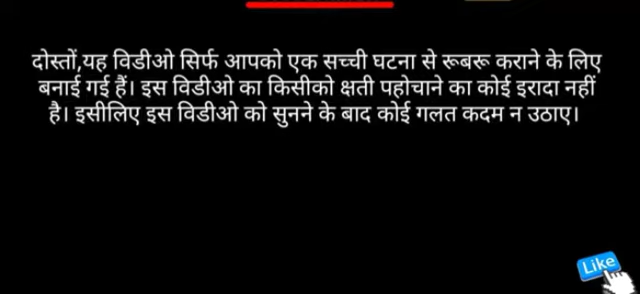 दोस्तों,यह विडीओ सिर्फ आपको एक सच्ची घटना से रूबरू कराने के लिए
बनाई गई हैं। इस विडीओ का किसीको क्षती पहोचाने का कोई इरादा नहीं
है। इसीलिए इस विडीओ को सुनने के बाद कोई गलत कदम न उठाए।
Like